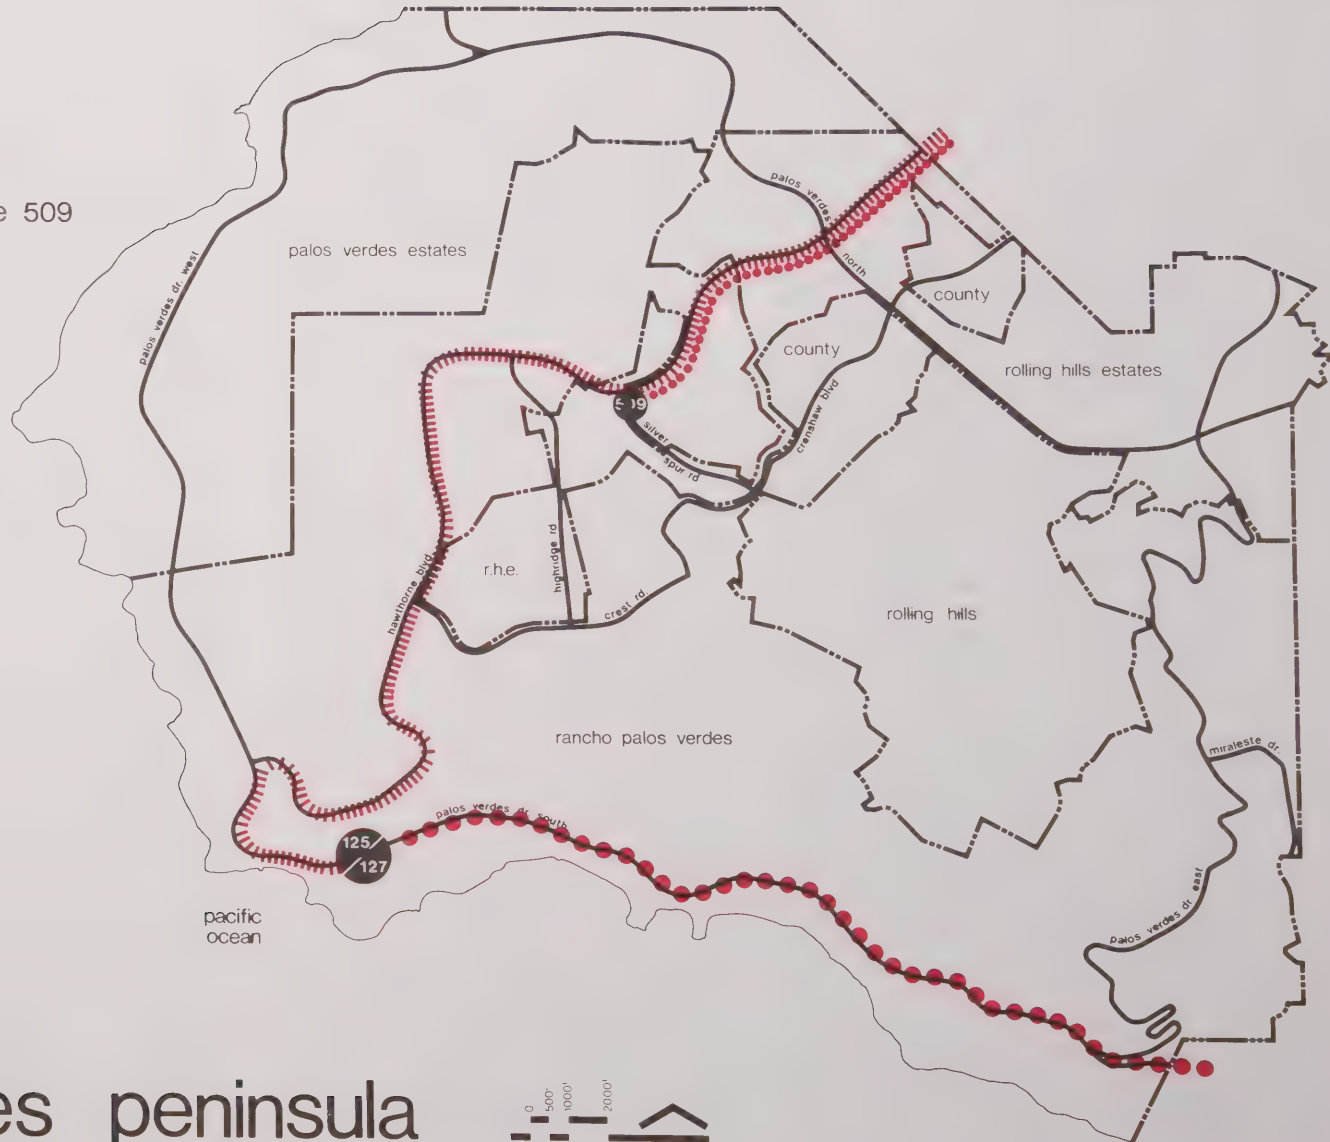 509
palos verdes estates
palos verdes dr. west
palos verdes
north
county
county
rolling hills estates
509
silver
spur rd
crenshaw blvd
highridge rd
r.h.e.
hawthorne blvd.
crest rd.
rolling hills
rancho palos verdes
miraleste dr.
palos verdes dr. south
125/
127
palos verdes dr east
pacific
ocean
peninsula
0
500'
1000'
2000'